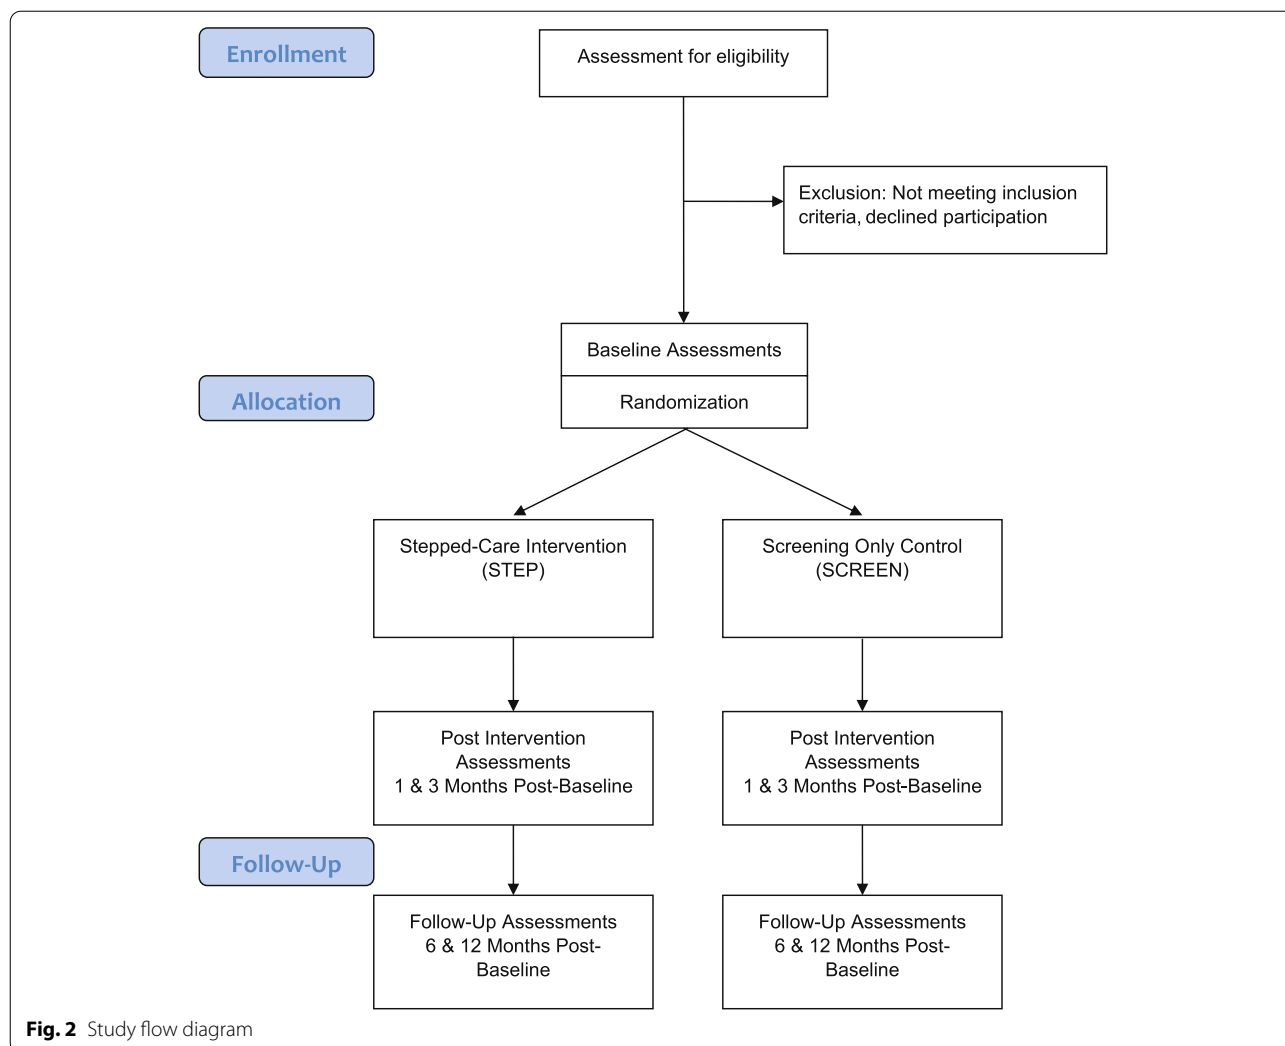 Enrollment
Assessment for eligibility
Exclusion: Not meeting inclusion
criteria, declined participation
Baseline Assessments
Allocation
Randomization
Stepped-Care Intervention
(STEP)
Screening Only Control
(SCREEN)
Post Intervention
Assessments
1 & 3 Months Post-Baseline
Post Intervention
Assessments
1 & 3 Months Post-Baseline
Follow-Up
Follow-Up Assessments
6 & 12 Months Post-
Baseline
Follow-Up Assessments
6 & 12 Months Post-
Baseline
Fig. 2 Study flow diagram